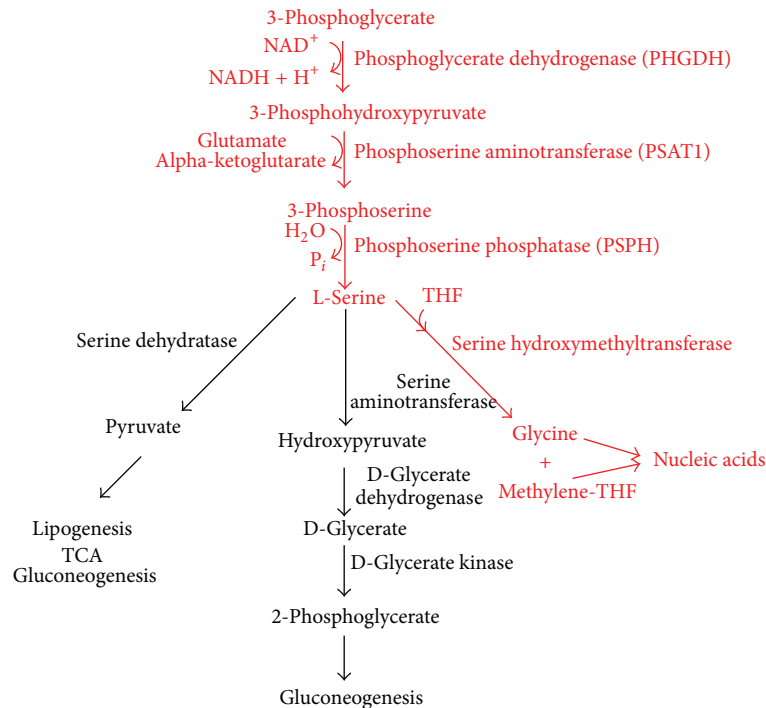 3-Phosphoglycerate
NAD+
NADH + H+
Phosphoglycerate dehydrogenase (PHGDH)
3-Phosphohydroxypyruvate
Glutamate
Alpha-ketoglutarate
Phosphoserine aminotransferase (PSAT1)
3-Phosphoserine
H2O
Pi
Phosphoserine phosphatase (PSPH)
L-Serine
THF
Serine dehydratase
Serine hydroxymethyltransferase
Serine
aminotransferase
Pyruvate
Hydroxypyruvate
Glycine
+
Methylene-THF
Nucleic acids
D-Glycerate
dehydrogenase
Lipogenesis
TCA
Gluconeogenesis
D-Glycerate
D-Glycerate kinase
2-Phosphoglycerate
Gluconeogenesis